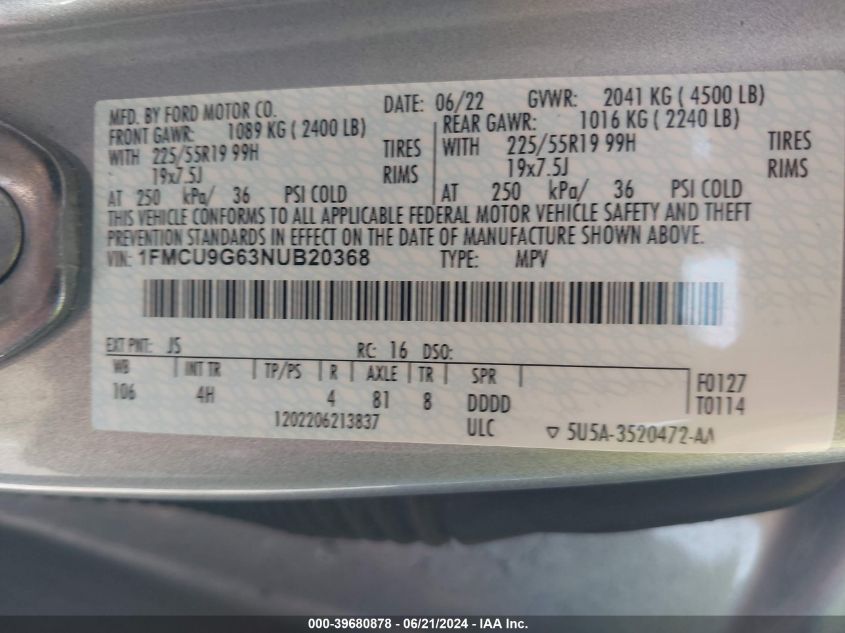 MFD. BY FORD MOTOR CO. DATE: 06/22 GVWR: 2041 KG ( 4500 LB)
FRONT GAWR: 1089 KG ( 2400 LB) REAR GAWR: 1016 KG ( 2240 LB)
WITH 225/55R19 99H TIRES WITH 225/55R19 99H TIRES
19x7.5J RIMS 19x7.5J RIMS
AT 250 kPa/ 36 PSI COLD AT 250 kPa/ 36 PSI COLD
THIS VEHICLE CONFORMS TO ALL APPLICABLE FEDERAL MOTOR VEHICLE SAFETY AND THEFT
PREVENTION STANDARDS IN EFFECT ON THE DATE OF MANUFACTURE SHOWN ABOVE.
VIN: 1FMCU9G63NUB20368 TYPE: MPV
EXT PNT: JS RC: 16 DSO:
WB INT TR TP/PS R AXLE TR SPR F0127
106 4H 4 81 8 DDDD T0114
1202206213837 ULC ▽ 5U5A-3520472-AA
000-39680878 - 06/21/2024 - IAA Inc.